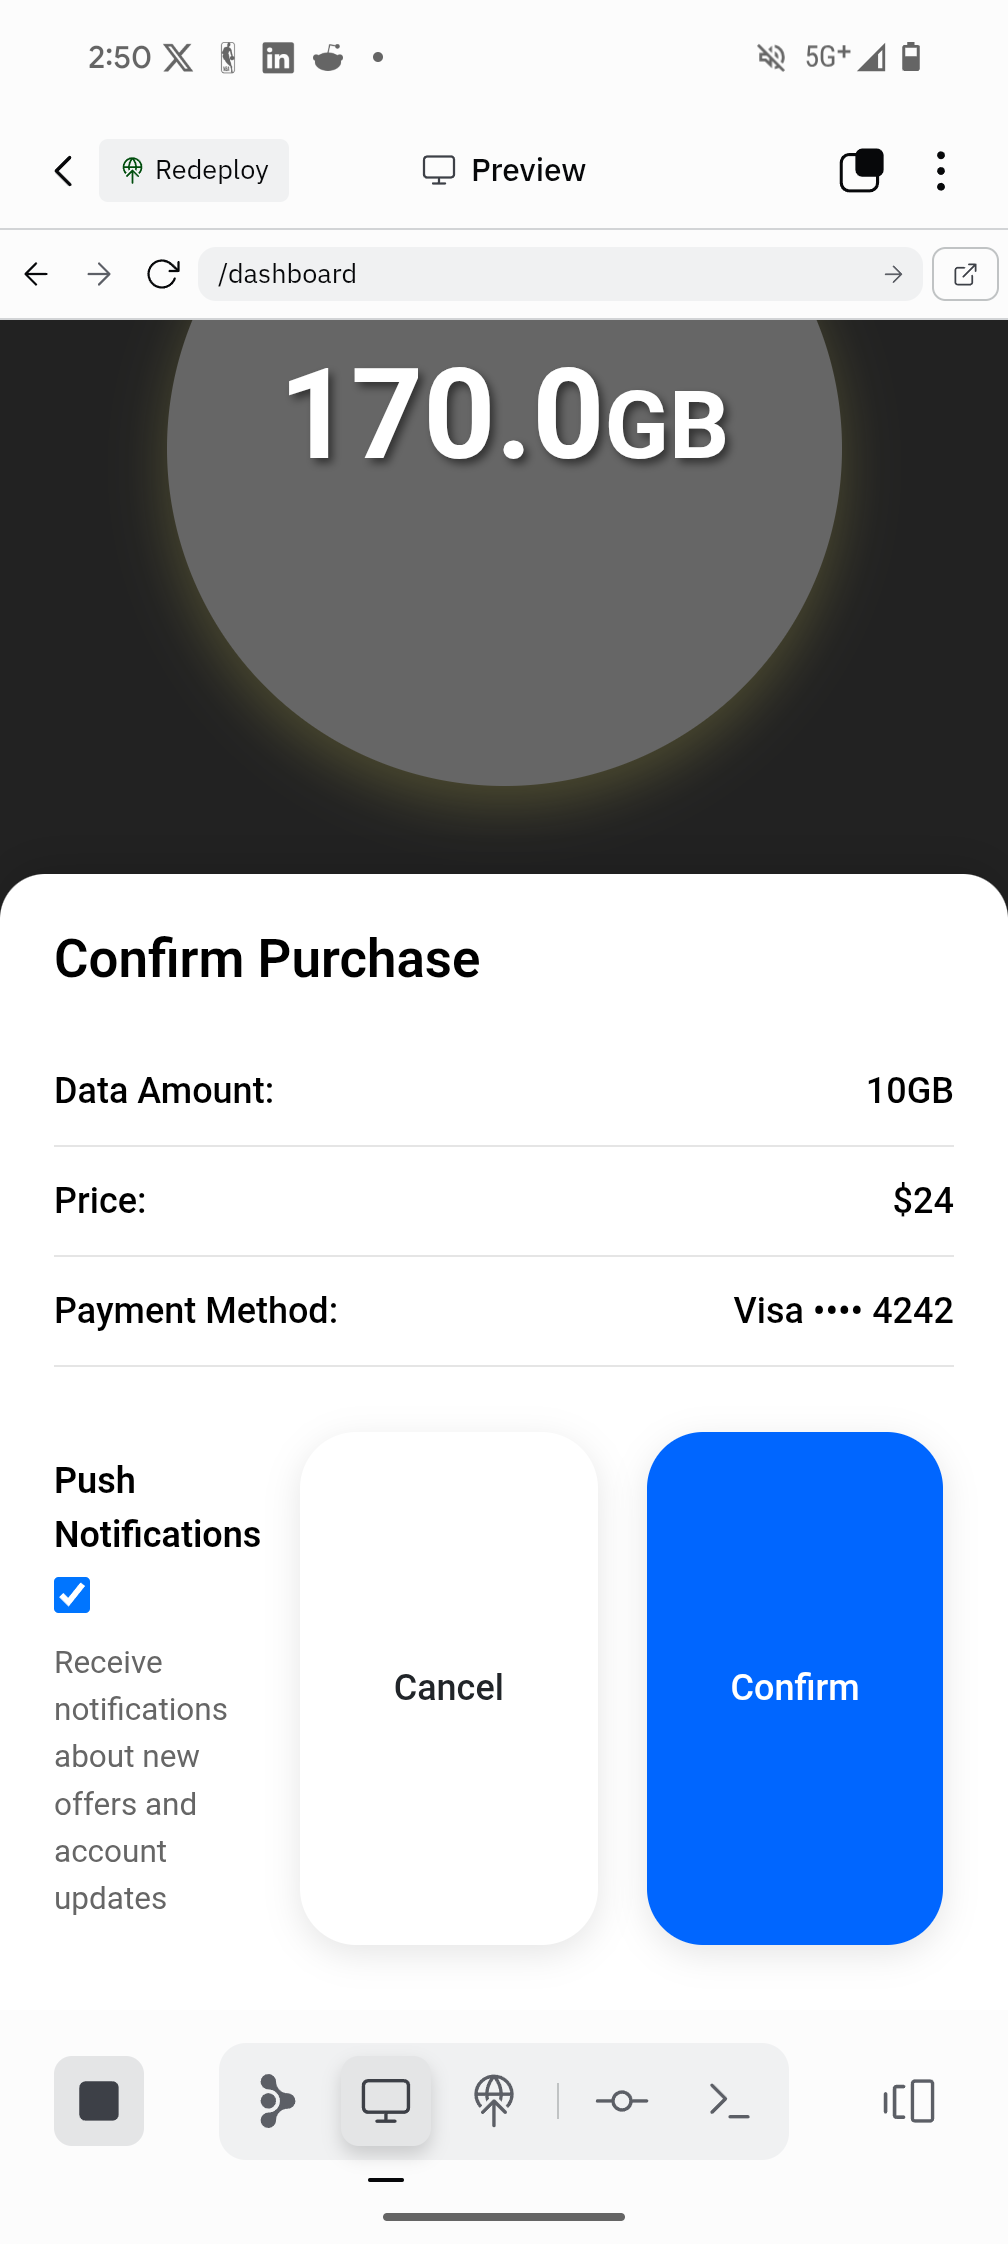 2:50
5G+
Redeploy
Preview
/dashboard
170.0GB
Confirm Purchase
Data Amount: 10GB
Price: $24
Payment Method: Visa •••• 4242
Push
Notifications
Receive
notifications
about new
offers and
account
updates
Cancel
Confirm